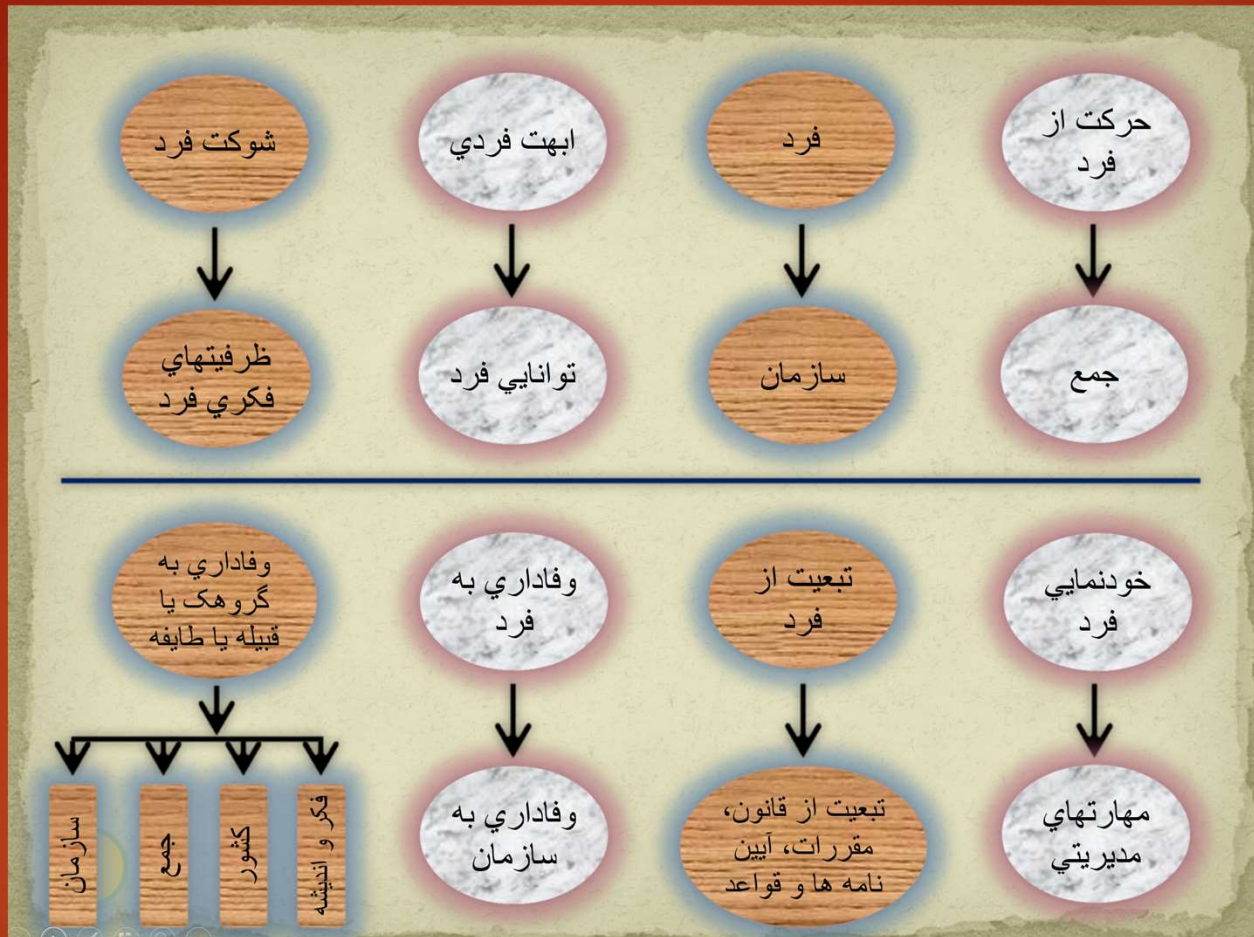 حرکت از
فرد
جمع
فرد
سازمان
ابهت فردي
توانايي فرد
شوکت فرد
ظرفيتهاي
فکري فرد
خودنمايي
فرد
مهارتهاي
مديريتي
تبعيت از
فرد
تبعيت از قانون،
مقررات، آيين
نامه ها و قواعد
وفاداري به
فرد
وفاداري به
سازمان
وفاداري به
گروهک يا
قبيله يا طايفه
فکر و انديشه
کشور
جمع
سازمان